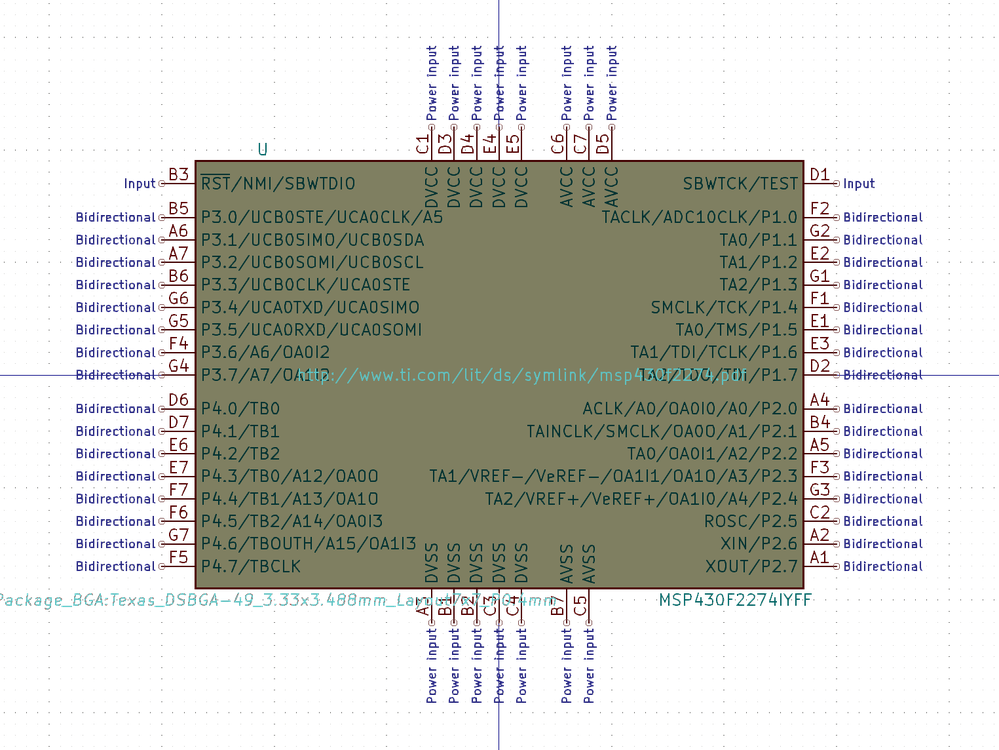 Power input Power input Power input Power input Power input Power input Power input Power input
C1 D3 D4 E4 E5 C6 C7 D5
U
DVCC DVCC DVCC DVCC DVCC AVCC AVCC AVCC
Input B3 RST/NMI/SBWTDIO SBWTCK/TEST D1 Input
Bidirectional B5 P3.0/UCB0STE/UCA0CLK/A5 TACLK/ADC10CLK/P1.0 F2 Bidirectional
Bidirectional A6 P3.1/UCB0SIMO/UCB0SDA TA0/P1.1 G2 Bidirectional
Bidirectional A7 P3.2/UCB0SOMI/UCB0SCL TA1/P1.2 E2 Bidirectional
Bidirectional B6 P3.3/UCB0CLK/UCA0STE TA2/P1.3 G1 Bidirectional
Bidirectional G6 P3.4/UCA0TXD/UCA0SIMO SMCLK/TCK/P1.4 F1 Bidirectional
Bidirectional G5 P3.5/UCA0RXD/UCA0SOMI TA0/TMS/P1.5 E1 Bidirectional
Bidirectional F4 P3.6/A6/OA0I2 TA1/TDI/TCLK/P1.6 E3 Bidirectional
Bidirectional G4 P3.7/A7/OA1I2 http://www.ti.com/lit/ds/symlink/msp430f2274.pdf TA2/TDO/TDI/P1.7 D2 Bidirectional
Bidirectional D6 P4.0/TB0 ACLK/A0/OA0I0/A0/P2.0 A4 Bidirectional
Bidirectional D7 P4.1/TB1 TAINCLK/SMCLK/OA0O/A1/P2.1 B4 Bidirectional
Bidirectional E6 P4.2/TB2 TA0/OA0I1/A2/P2.2 A5 Bidirectional
Bidirectional E7 P4.3/TB0/A12/OA0O TA1/VREF-/VeREF-/OA1I1/OA1O/A3/P2.3 F3 Bidirectional
Bidirectional F7 P4.4/TB1/A13/OA1O TA2/VREF+/VeREF+/OA1I0/A4/P2.4 G3 Bidirectional
Bidirectional F6 P4.5/TB2/A14/OA0I3 ROSC/P2.5 C2 Bidirectional
Bidirectional G7 P4.6/TBOUTH/A15/OA1I3 XIN/P2.6 A2 Bidirectional
Bidirectional F5 P4.7/TBCLK XOUT/P2.7 A1 Bidirectional
DVSS DVSS DVSS DVSS DVSS AVSS AVSS
Package_BGA:Texas_DSBGA-49_3.33x3.488mm_Layout7x7_P0.4mm MSP430F2274IYFF
B1 B2 C3 C4 B7 C5
Power input Power input Power input Power input Power input Power input Power input